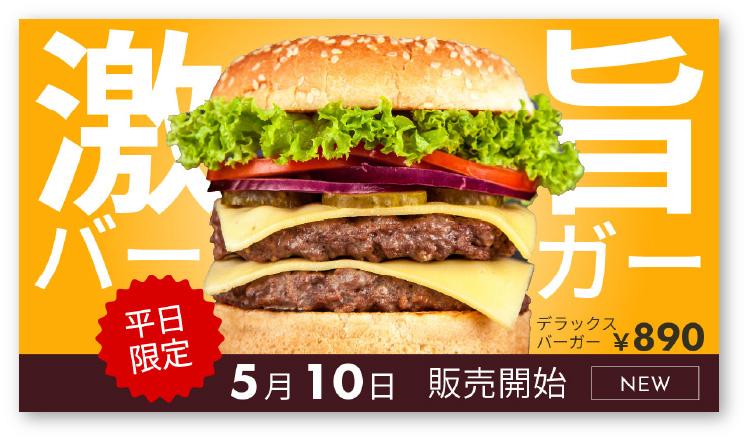 激旨
バーガー
平日
限定
デラックス
バーガー ¥890
5月10日 販売開始
NEW